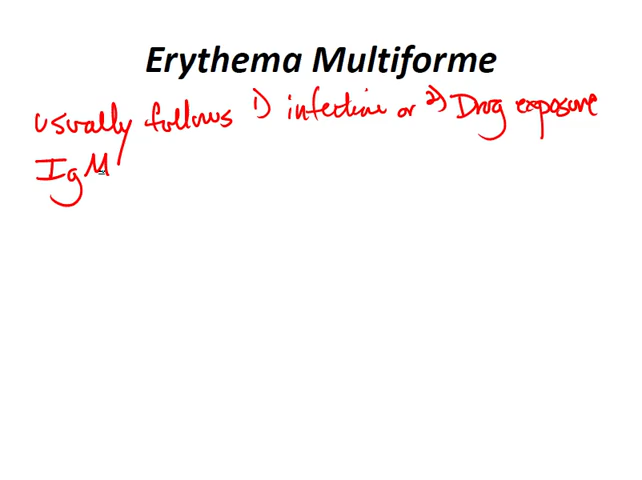 Erythema Multiforme
usually follows 1) infection or 2) Drug exposure
IgM